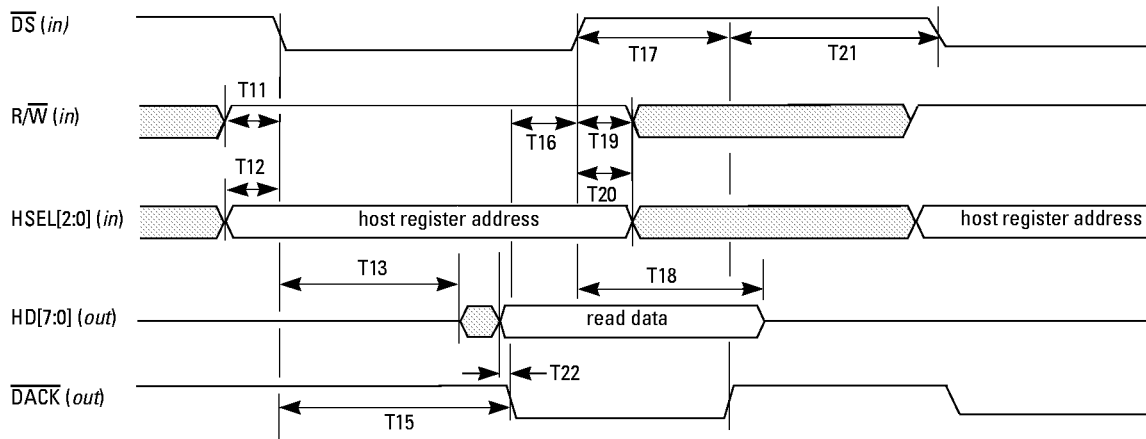 DS (in)
T17
T21
T11
R/W (in)
T16
T19
T12
T20
HSEL[2:0] (in)
host register address
host register address
T13
T18
HD[7:0] (out)
read data
T22
DACK (out)
T15